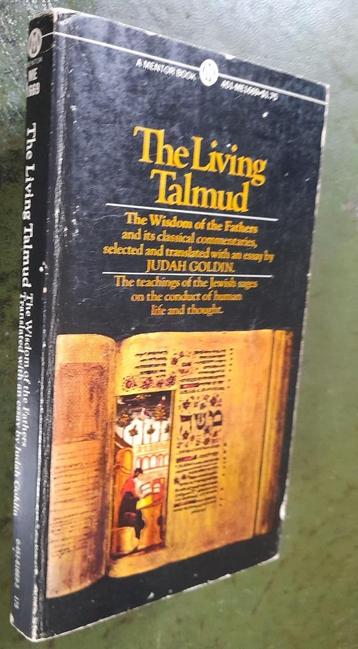 A MENTOR BOOK
451-ME1669-$1.75
The Living
Talmud
The Wisdom of the Fathers
and its classical commentaries,
selected and translated with an essay by
JUDAH GOLDIN.
The teachings of the Jewish sages
on the conduct of human
life and thought.
ME
1669
The Living Talmud
The Wisdom of the Fathers
Translated with an essay by Judah Goldin